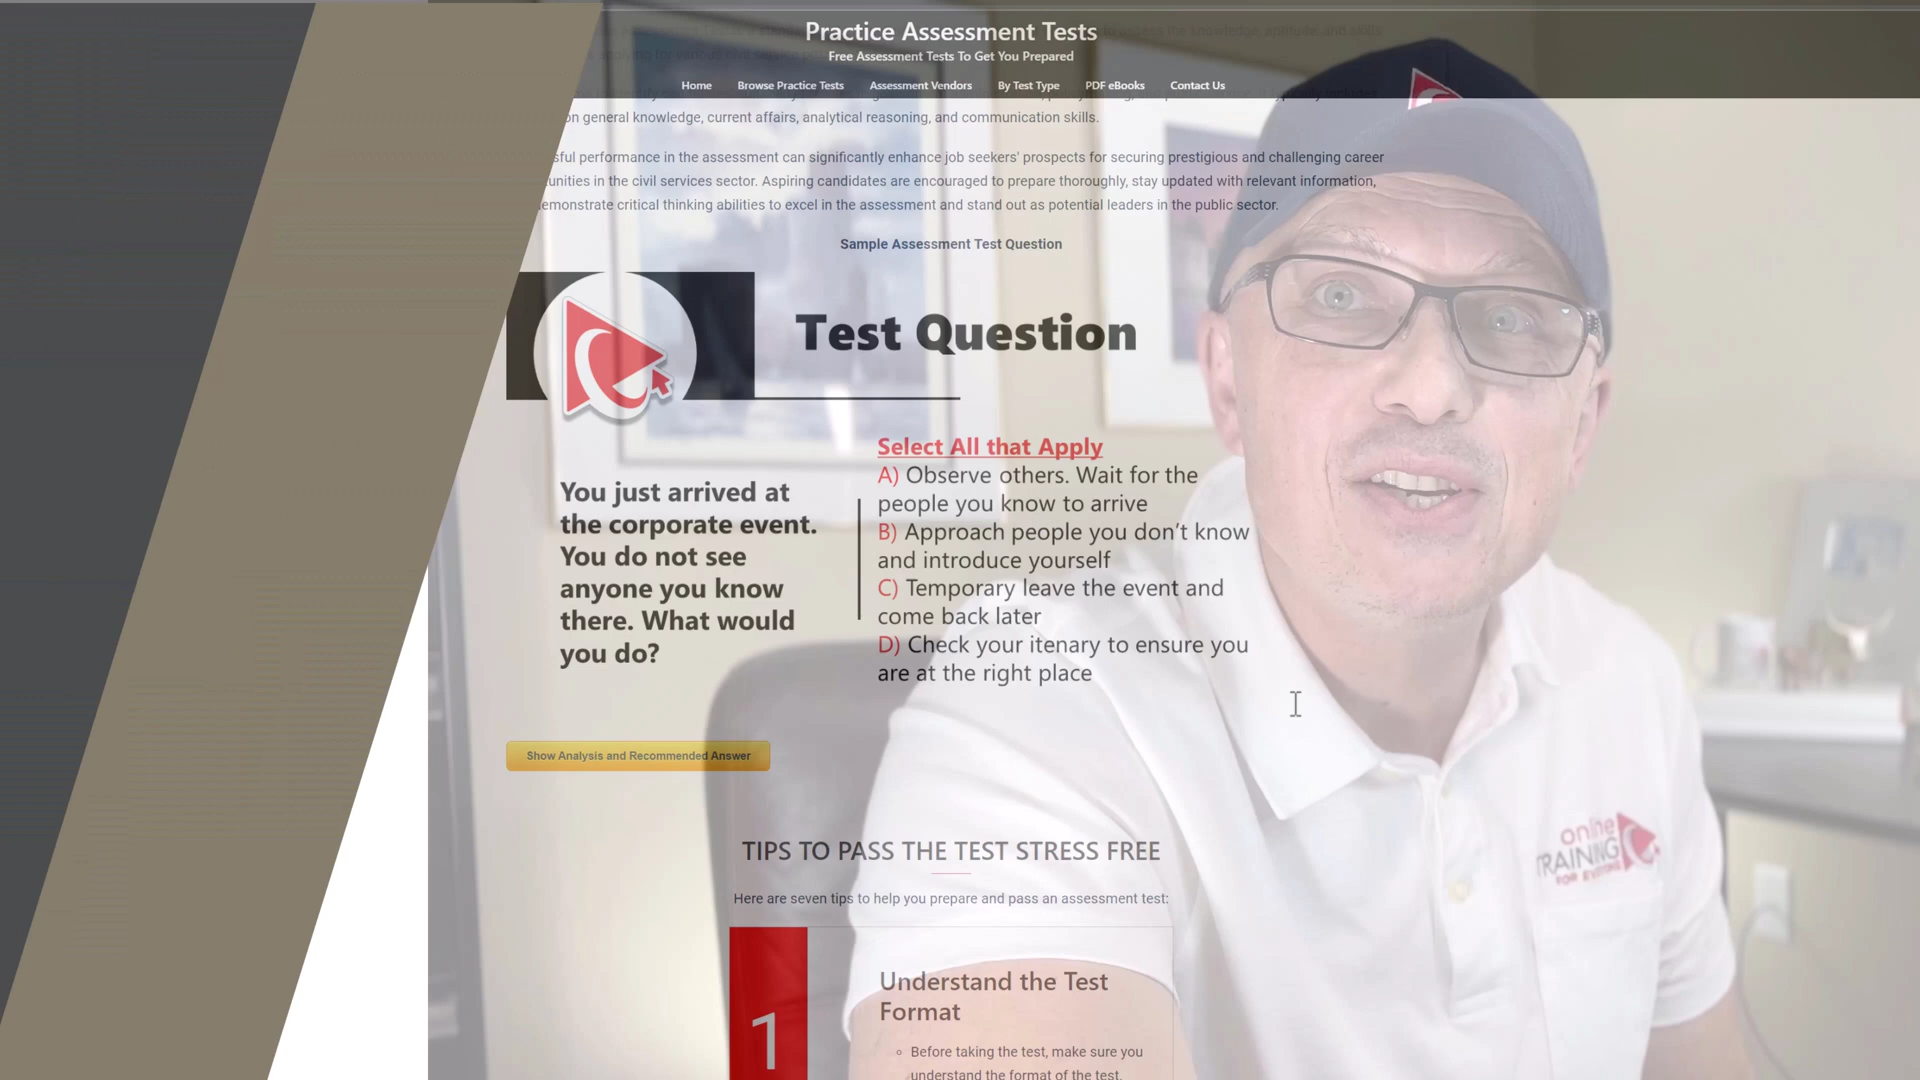 Practice Assessment Tests
Free Assessment Tests To Get You Prepared
Home Browse Practice Tests Assessment Vendors By Test Type PDF eBooks Contact Us
on general knowledge, current affairs, analytical reasoning, and communication skills.
sful performance in the assessment can significantly enhance job seekers' prospects for securing prestigious and challenging career
unities in the civil services sector. Aspiring candidates are encouraged to prepare thoroughly, stay updated with relevant information,
emonstrate critical thinking abilities to excel in the assessment and stand out as potential leaders in the public sector.
Sample Assessment Test Question
Test Question
You just arrived at
the corporate event.
You do not see
anyone you know
there. What would
you do?
Select All that Apply
A) Observe others. Wait for the
people you know to arrive
B) Approach people you don't know
and introduce yourself
C) Temporary leave the event and
come back later
D) Check your itenary to ensure you
are at the right place
Show Analysis and Recommended Answer
TIPS TO PASS THE TEST STRESS FREE
Here are seven tips to help you prepare and pass an assessment test:
1
Understand the Test
Format
Before taking the test, make sure you
understand the format of the test.
online
TRAINING
FOR